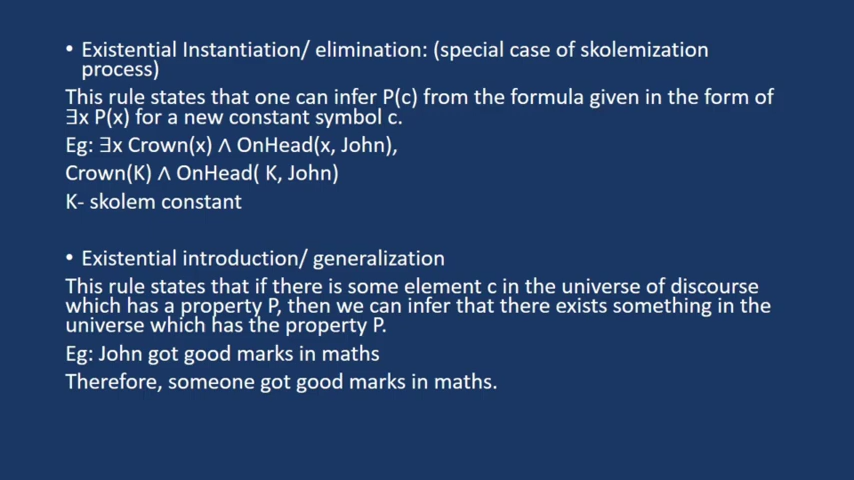 • Existential Instantiation/ elimination: (special case of skolemization
process)
This rule states that one can infer P(c) from the formula given in the form of
∃x P(x) for a new constant symbol c.
Eg: ∃x Crown(x) ∧ OnHead(x, John),
Crown(K) ∧ OnHead( K, John)
K- skolem constant
• Existential introduction/ generalization
This rule states that if there is some element c in the universe of discourse
which has a property P, then we can infer that there exists something in the
universe which has the property P.
Eg: John got good marks in maths
Therefore, someone got good marks in maths.